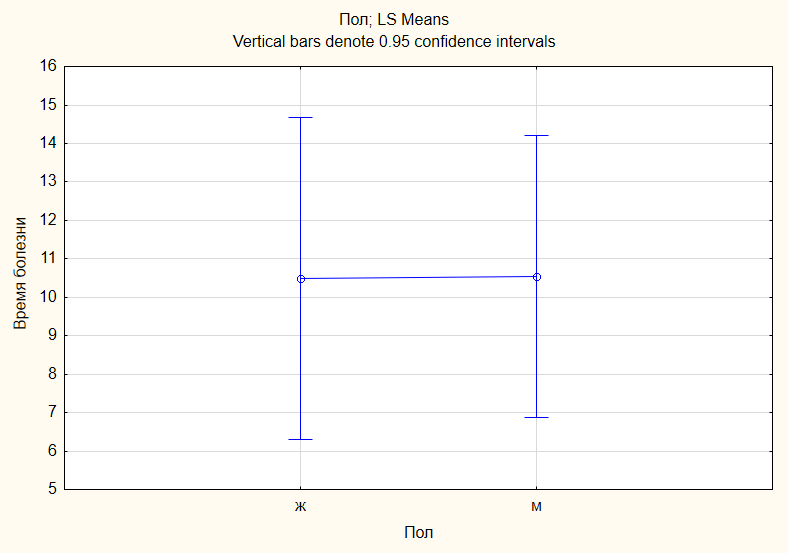 Пол; LS Means
Vertical bars denote 0.95 confidence intervals
16
15
14
13
12
11
10
9
8
7
6
5
Время болезни
ж м
Пол